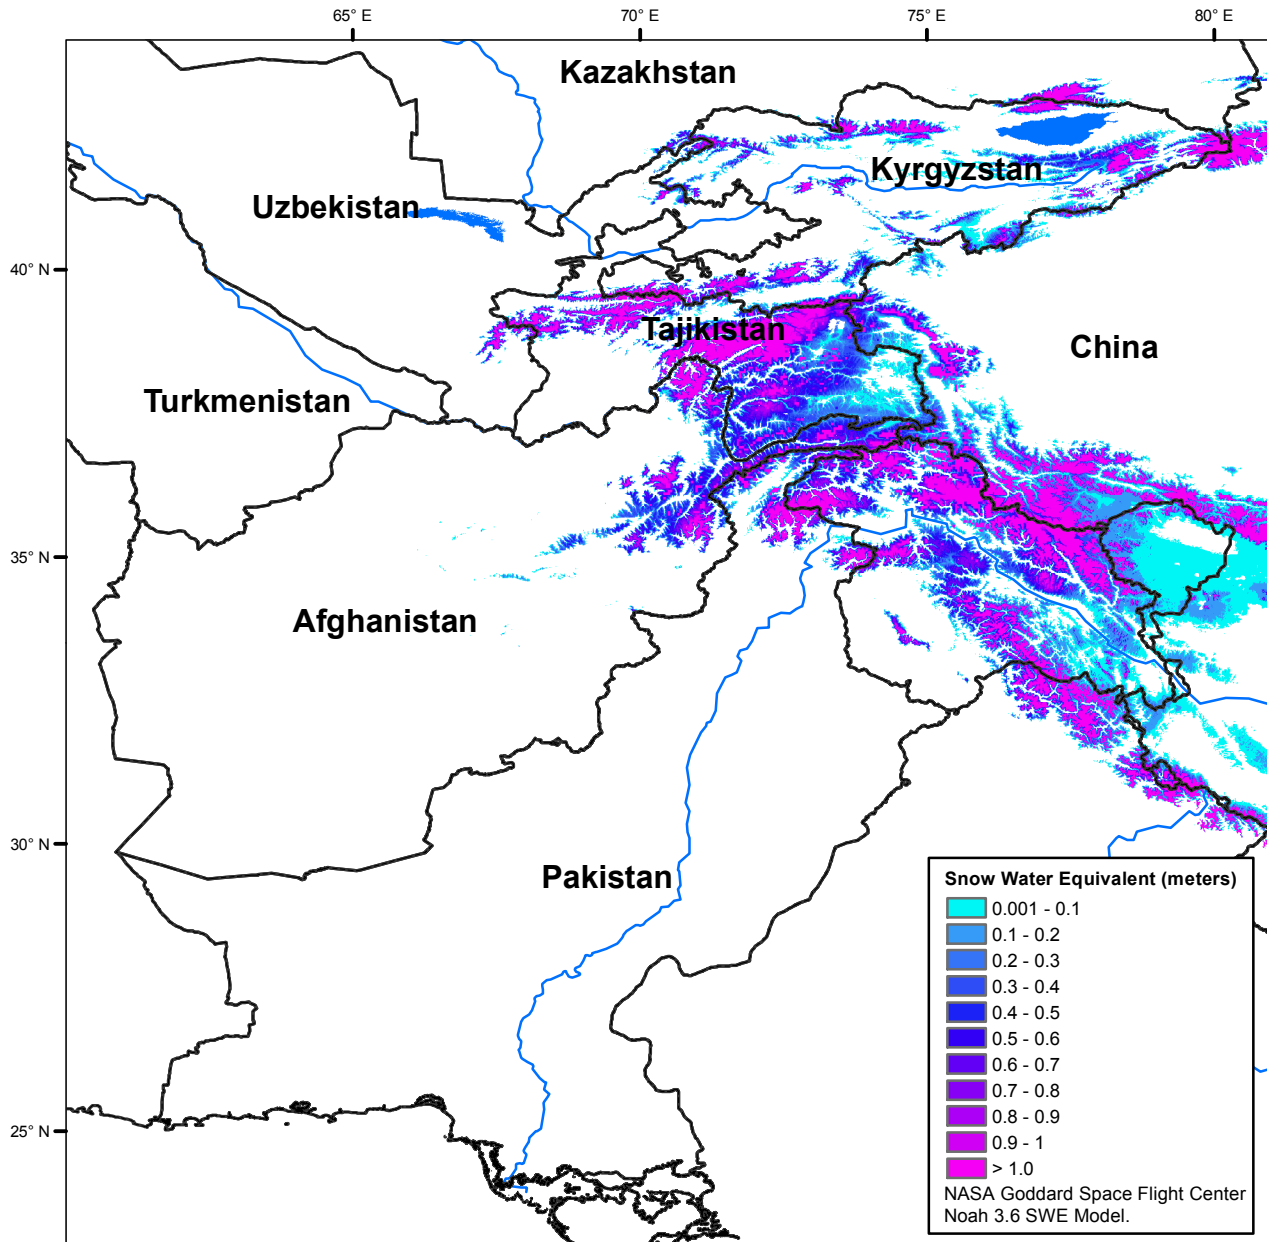 65° E
70° E
75° E
80° E
Kazakhstan
Kyrgyzstan
Uzbekistan
40° N
Tajikistan
China
Turkmenistan
35° N
Afghanistan
30° N
Pakistan
25° N
Snow Water Equivalent (meters)
0.001 - 0.1
0.1 - 0.2
0.2 - 0.3
0.3 - 0.4
0.4 - 0.5
0.5 - 0.6
0.6 - 0.7
0.7 - 0.8
0.8 - 0.9
0.9 - 1
> 1.0
NASA Goddard Space Flight Center
Noah 3.6 SWE Model.